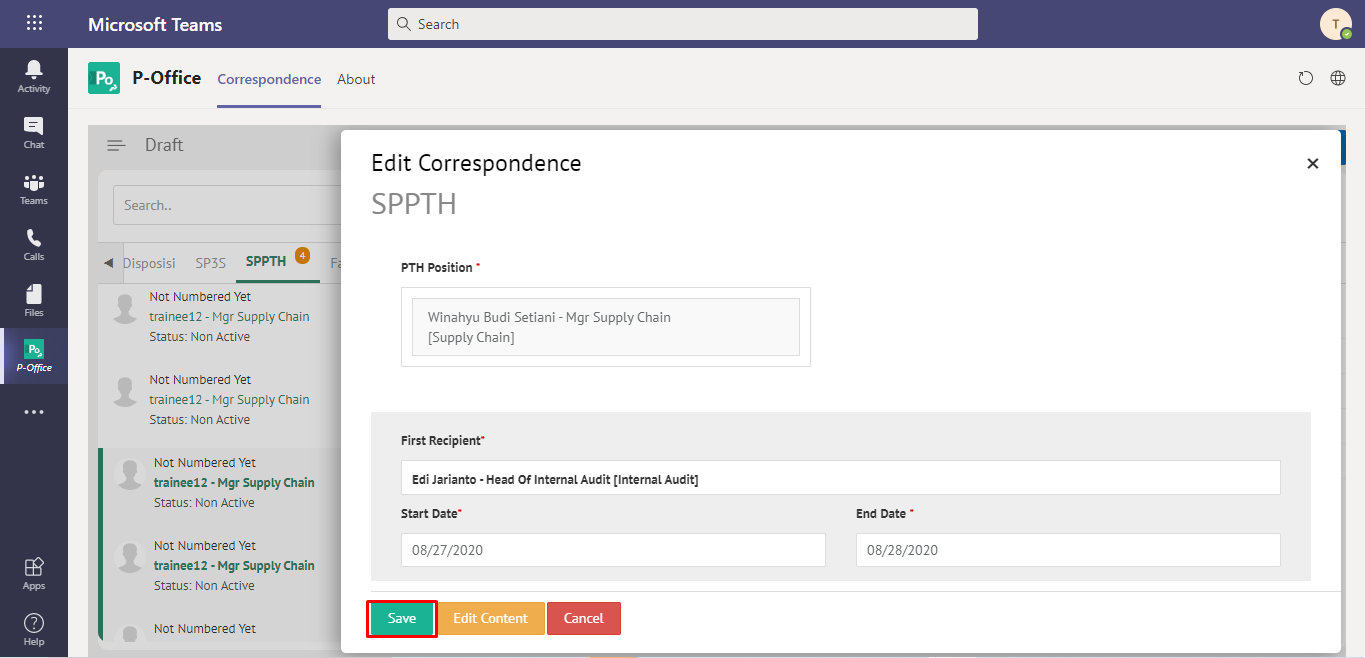 Microsoft Teams
Search
T
Activity
Chat
Teams
Calls
Files
Po
P-Office
Apps
Help
Po
P-Office
Correspondence
About
Draft
Search..
Disposisi
SP3S
SPPTH
4
Fa
Not Numbered Yet
trainee12 - Mgr Supply Chain
Status: Non Active
Not Numbered Yet
trainee12 - Mgr Supply Chain
Status: Non Active
Not Numbered Yet
trainee12 - Mgr Supply Chain
Status: Non Active
Not Numbered Yet
trainee12 - Mgr Supply Chain
Status: Non Active
Not Numbered Yet
Edit Correspondence
SPPTH
PTH Position *
Winahyu Budi Setiani - Mgr Supply Chain
[Supply Chain]
First Recipient*
Edi Jarianto - Head Of Internal Audit [Internal Audit]
Start Date*
End Date *
08/27/2020
08/28/2020
Save
Edit Content
Cancel